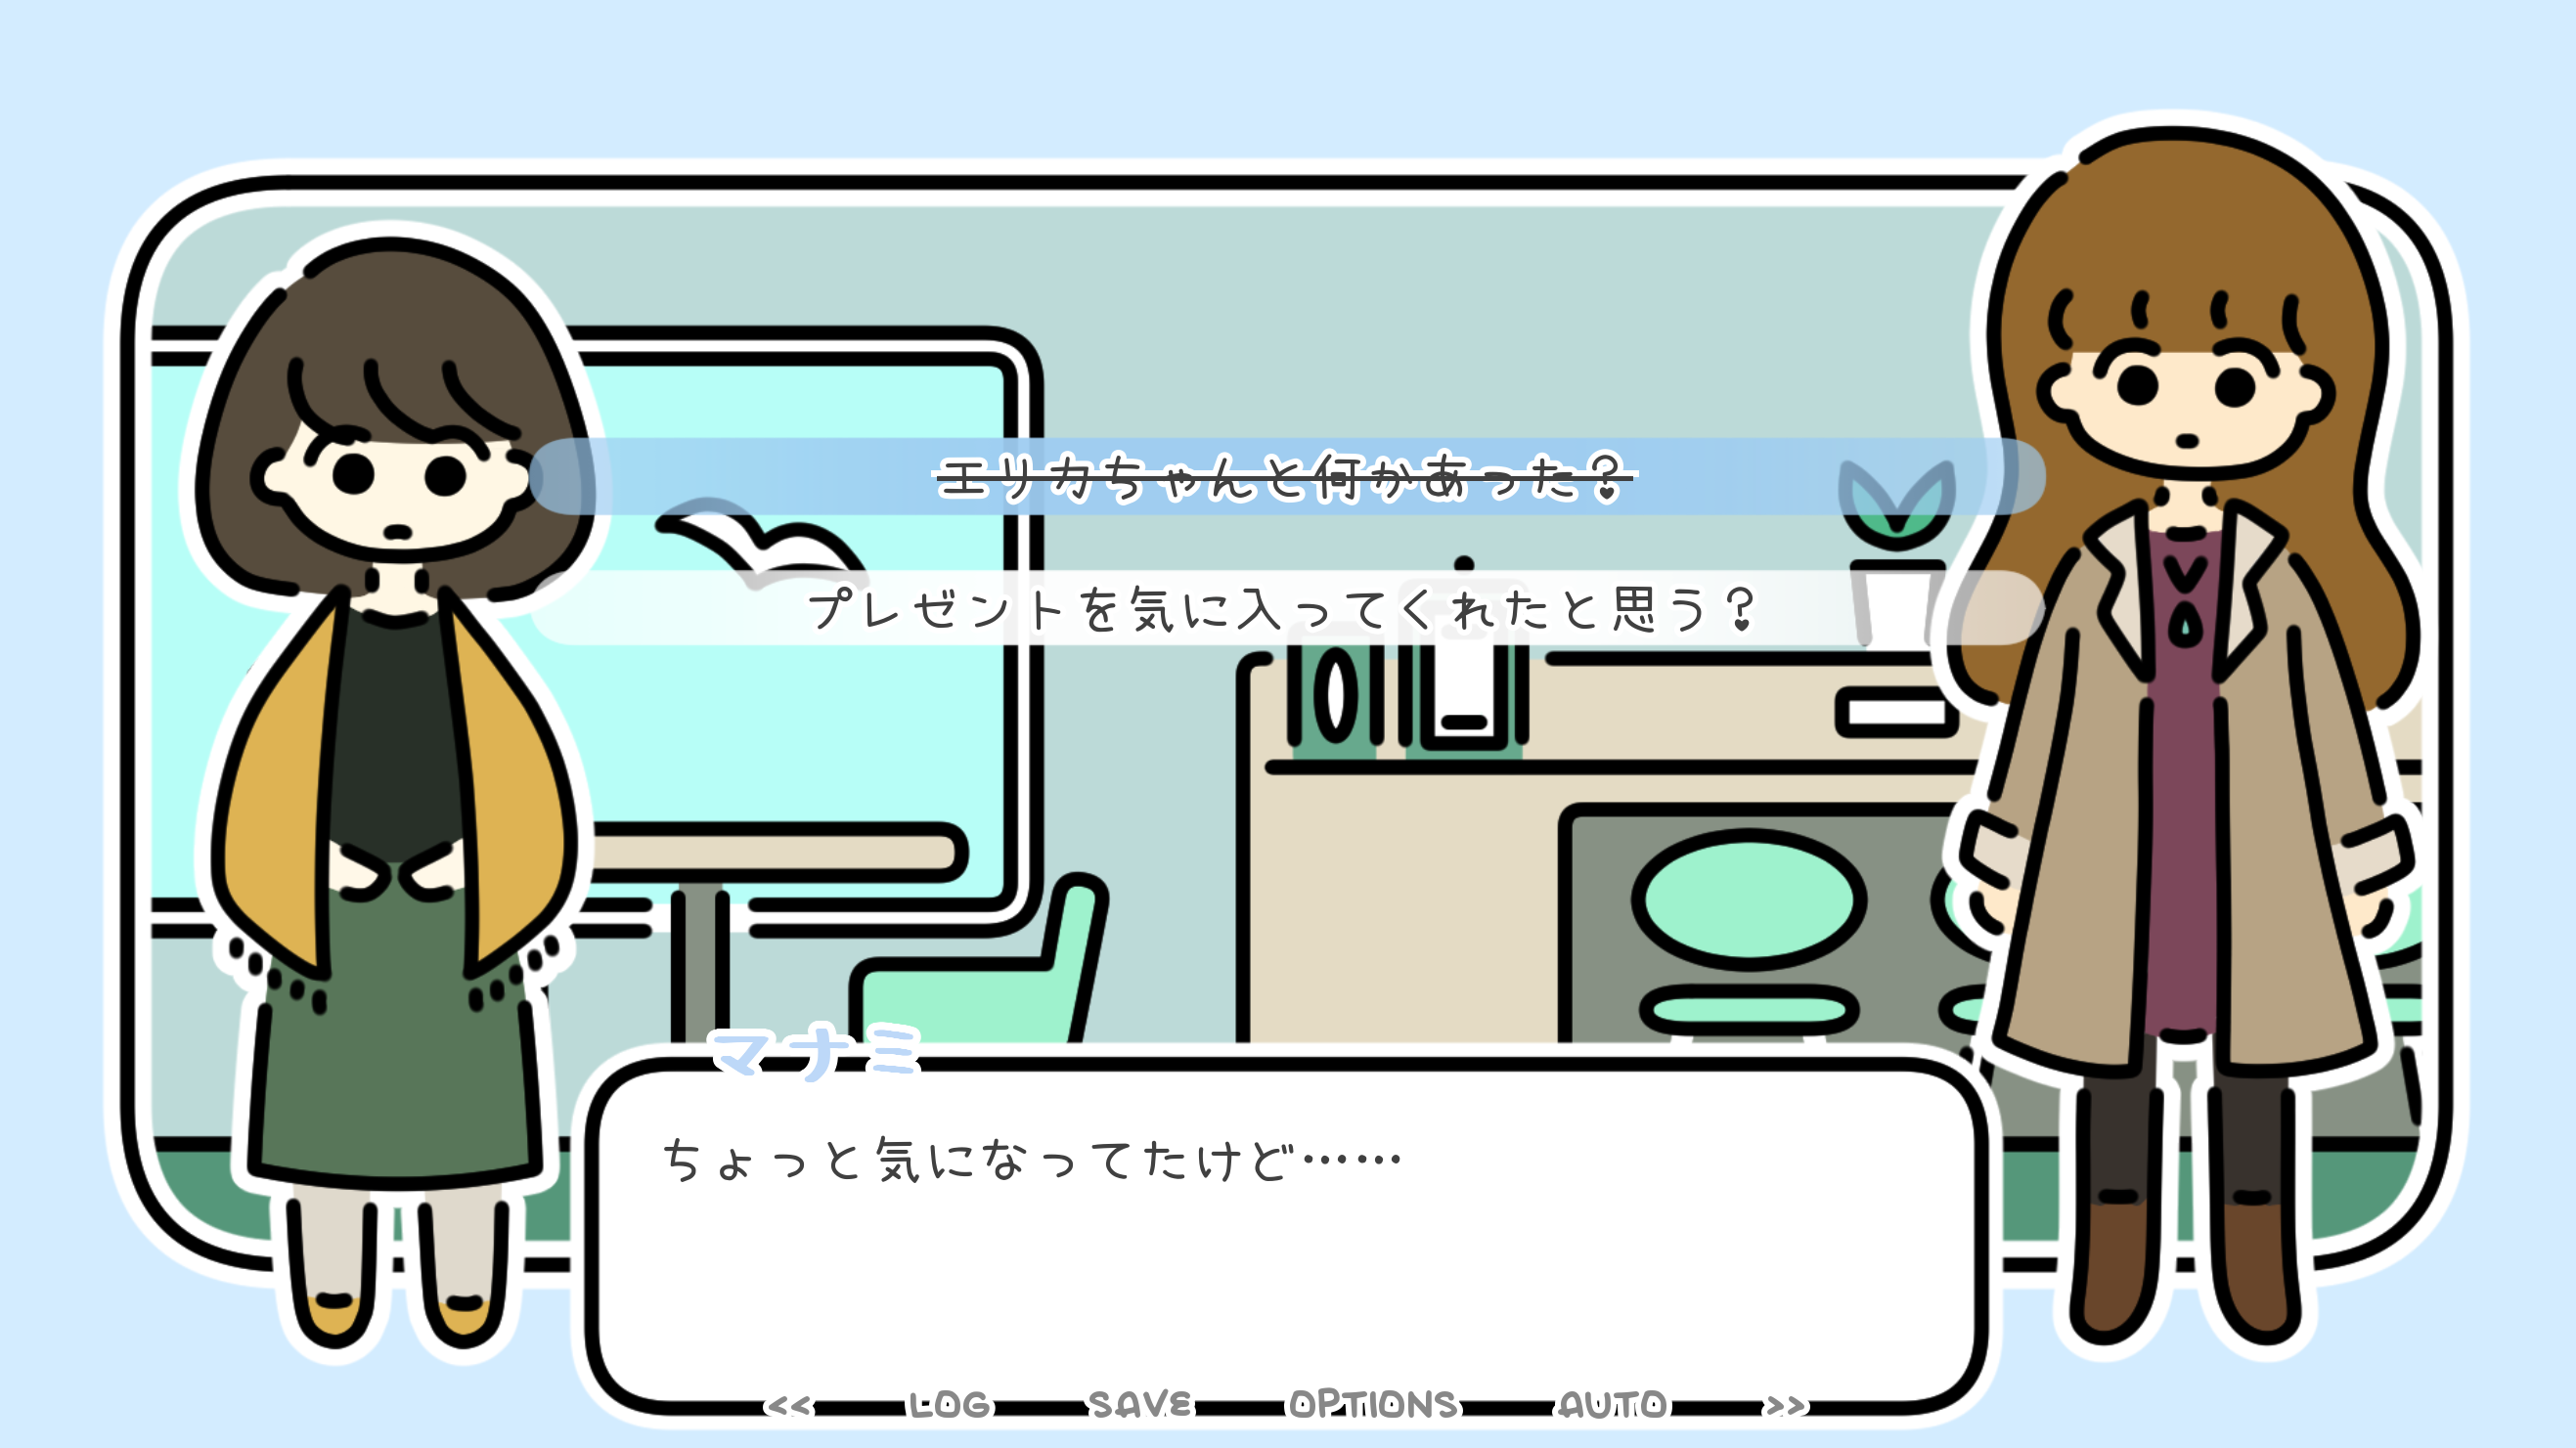 エリカちゃんと何かあった?
プレゼントを気に入ってくれたと思う?
マナミ
ちょっと気になってたけど……
<< LOG SAVE OPTIONS AUTO >>